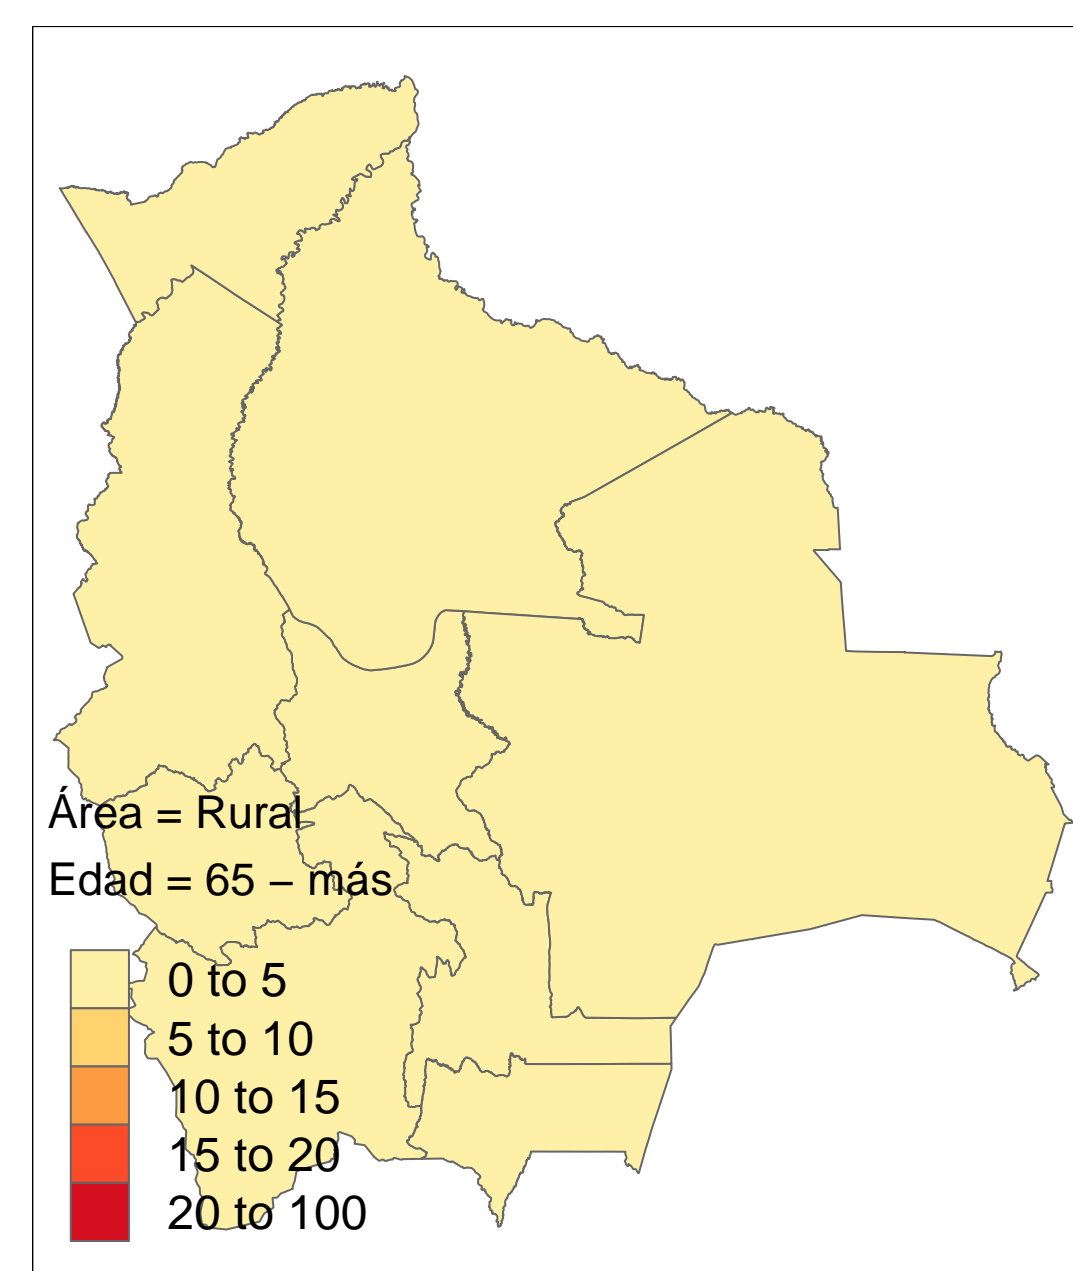 Área = Rural
Edad = 65 – más
0 to 5
5 to 10
10 to 15
15 to 20
20 to 100